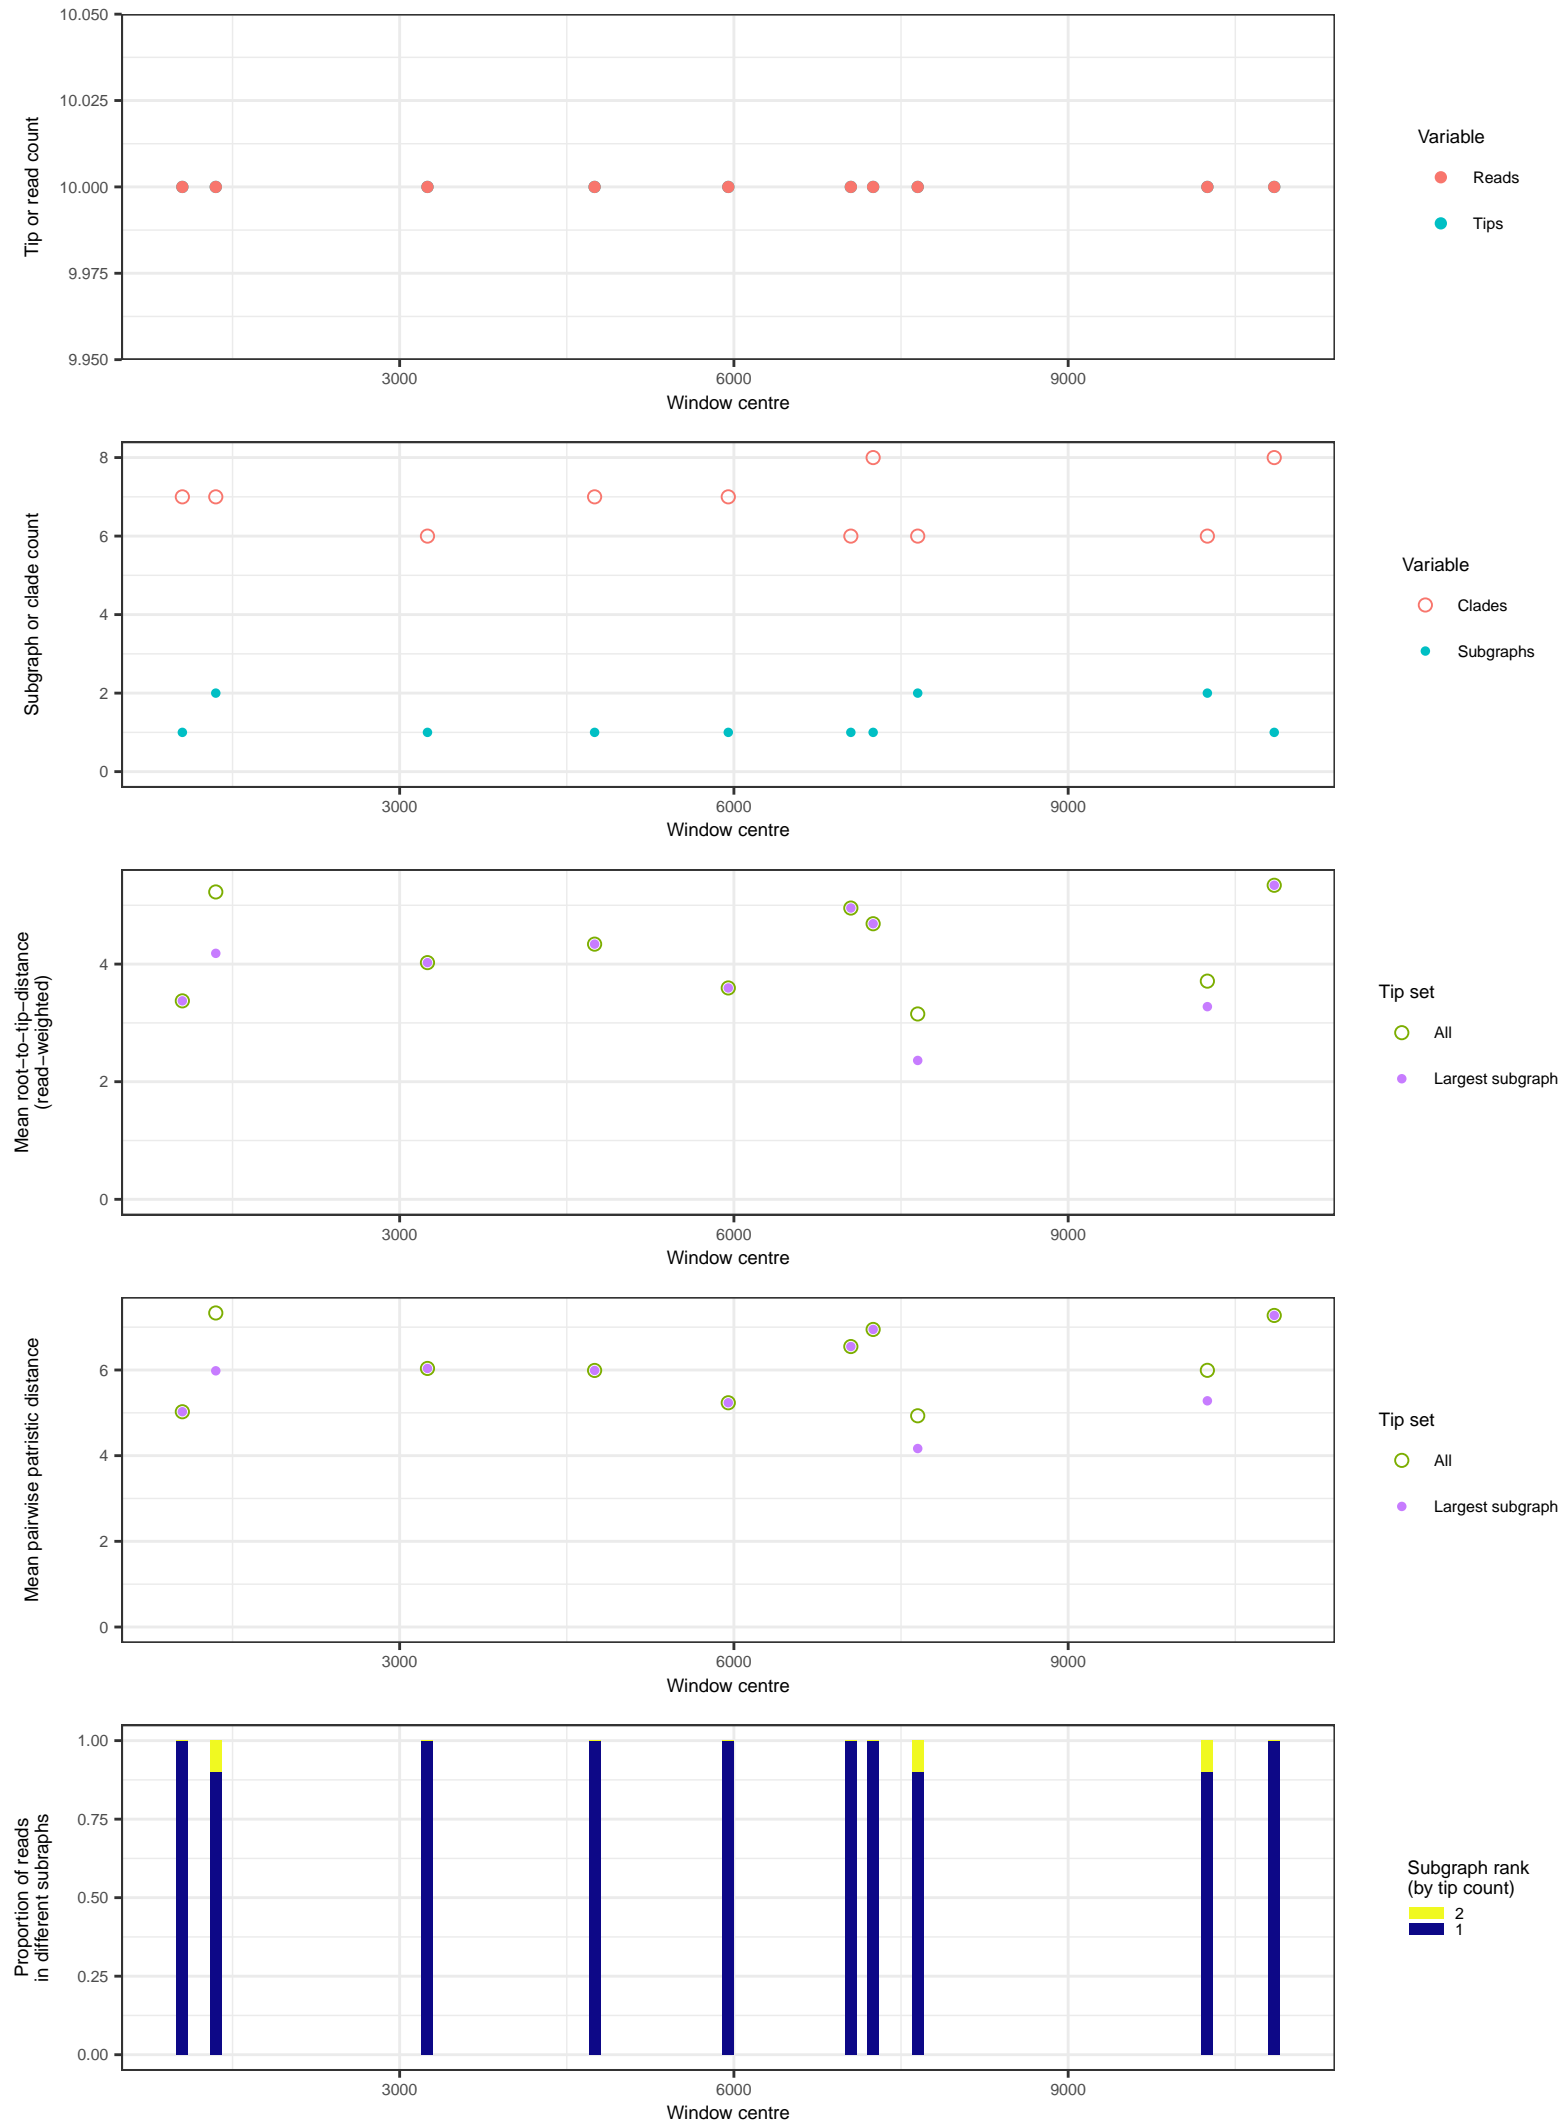 10.050
10.025
10.000
9.975
9.950
Tip or read count
3000 6000 9000
Window centre
Variable
Reads
Tips
8
6
4
2
0
Subgraph or clade count
3000 6000 9000
Window centre
Variable
Clades
Subgraphs
4
2
0
Mean root−to−tip−distance
(read−weighted)
3000 6000 9000
Window centre
Tip set
All
Largest subgraph
6
4
2
0
Mean pairwise patristic distance
3000 6000 9000
Window centre
Tip set
All
Largest subgraph
1.00
0.75
0.50
0.25
0.00
Proportion of reads
in different subraphs
3000 6000 9000
Window centre
Subgraph rank
(by tip count)
2
1